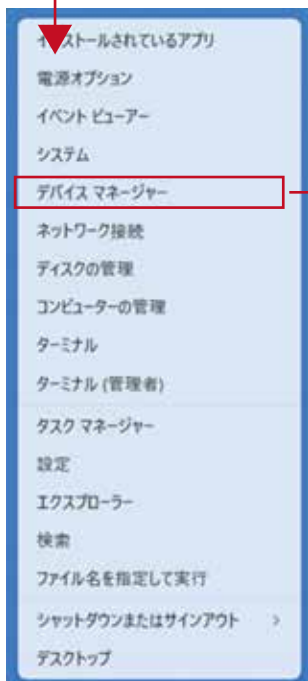 インストールされているアプリ
電源オプション
イベント ビューアー
システム
デバイス マネージャー
ネットワーク接続
ディスクの管理
コンピューターの管理
ターミナル
ターミナル (管理者)
タスク マネージャー
設定
エクスプローラー
検索
ファイル名を指定して実行
シャットダウンまたはサインアウト >
デスクトップ